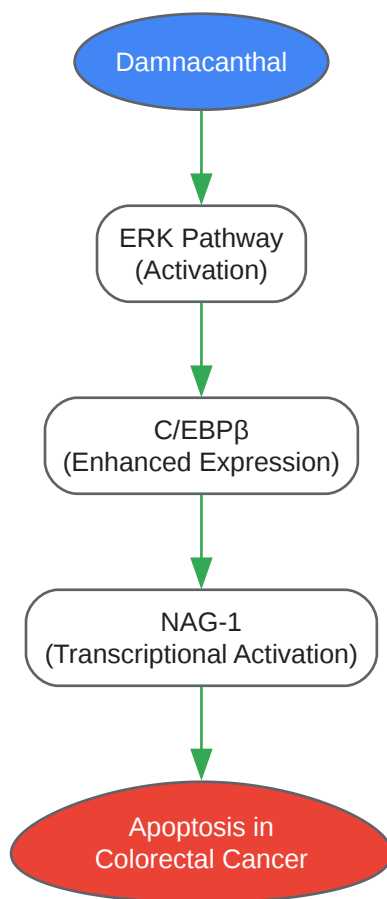 Damnacanthal
ERK Pathway
(Activation)
C/EBPβ
(Enhanced Expression)
NAG-1
(Transcriptional Activation)
Apoptosis in
Colorectal Cancer